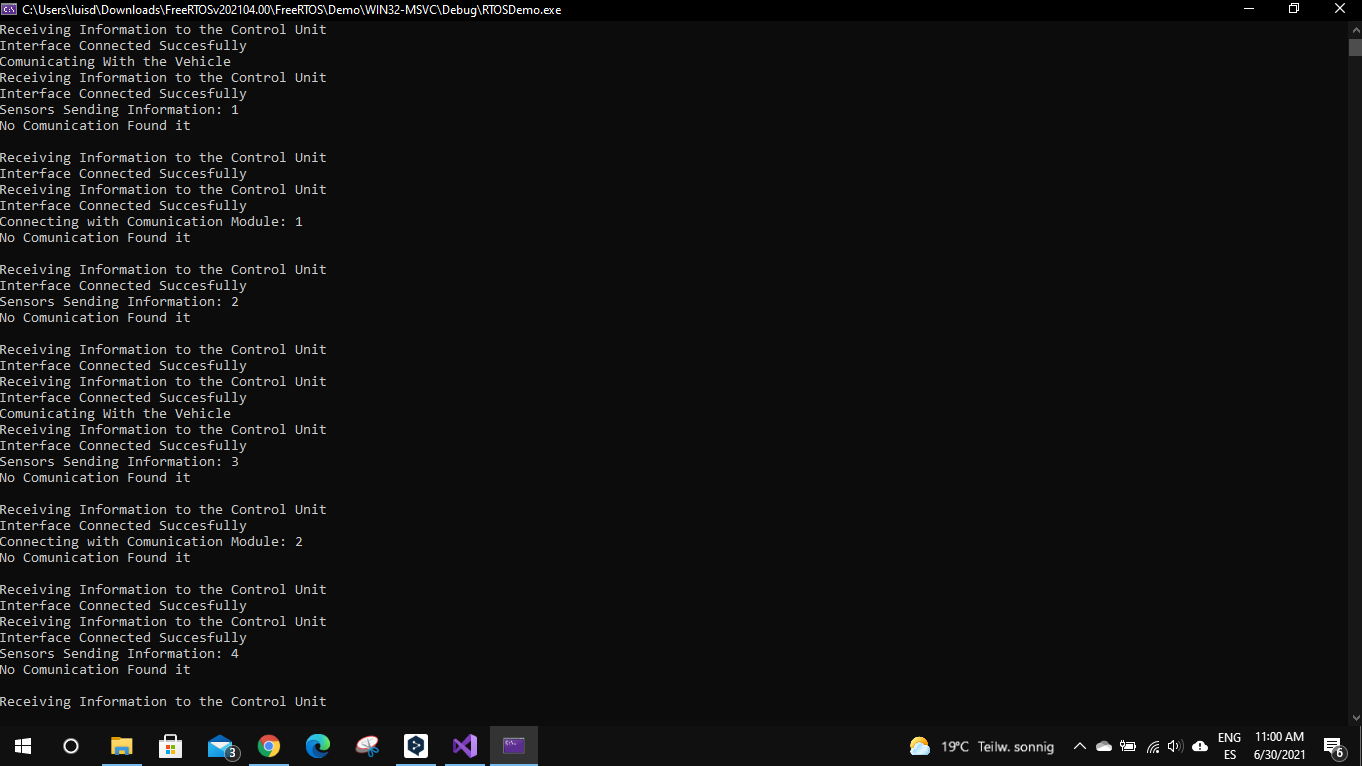 C:\Users\luisd\Downloads\FreeRTOSv202104.00\FreeRTOS\Demo\WIN32-MSVC\Debug\RTOSDemo.exe
Receiving Information to the Control Unit
Interface Connected Succesfully
Comunicating With the Vehicle
Receiving Information to the Control Unit
Interface Connected Succesfully
Sensors Sending Information: 1
No Comunication Found it
Receiving Information to the Control Unit
Interface Connected Succesfully
Receiving Information to the Control Unit
Interface Connected Succesfully
Connecting with Comunication Module: 1
No Comunication Found it
Receiving Information to the Control Unit
Interface Connected Succesfully
Sensors Sending Information: 2
No Comunication Found it
Receiving Information to the Control Unit
Interface Connected Succesfully
Receiving Information to the Control Unit
Interface Connected Succesfully
Comunicating With the Vehicle
Receiving Information to the Control Unit
Interface Connected Succesfully
Sensors Sending Information: 3
No Comunication Found it
Receiving Information to the Control Unit
Interface Connected Succesfully
Connecting with Comunication Module: 2
No Comunication Found it
Receiving Information to the Control Unit
Interface Connected Succesfully
Receiving Information to the Control Unit
Interface Connected Succesfully
Sensors Sending Information: 4
No Comunication Found it
Receiving Information to the Control Unit
3
19°C Teilw. sonnig
ENG
ES
11:00 AM
6/30/2021
6